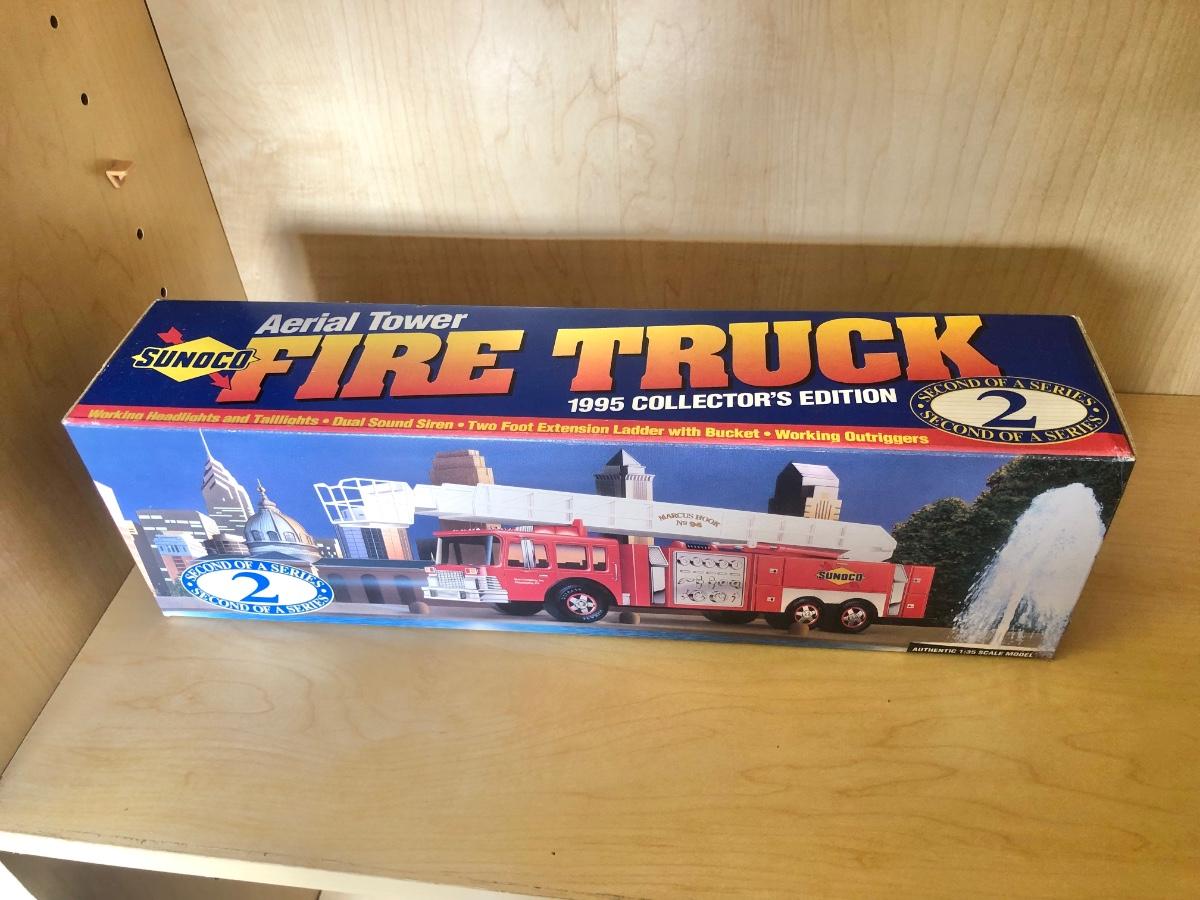 Aerial Tower
SUNOCO
FIRE TRUCK
1995 COLLECTOR'S EDITION
SECOND OF A SERIES
2
SECOND OF A SERIES
Working Headlights and Taillights • Dual Sound Siren • Two Foot Extension Ladder with Bucket • Working Outriggers
MARCUS HOOK
No 94
SUNOCO
SECOND OF A SERIES
2
SECOND OF A SERIES
AUTHENTIC 1:35 SCALE MODEL